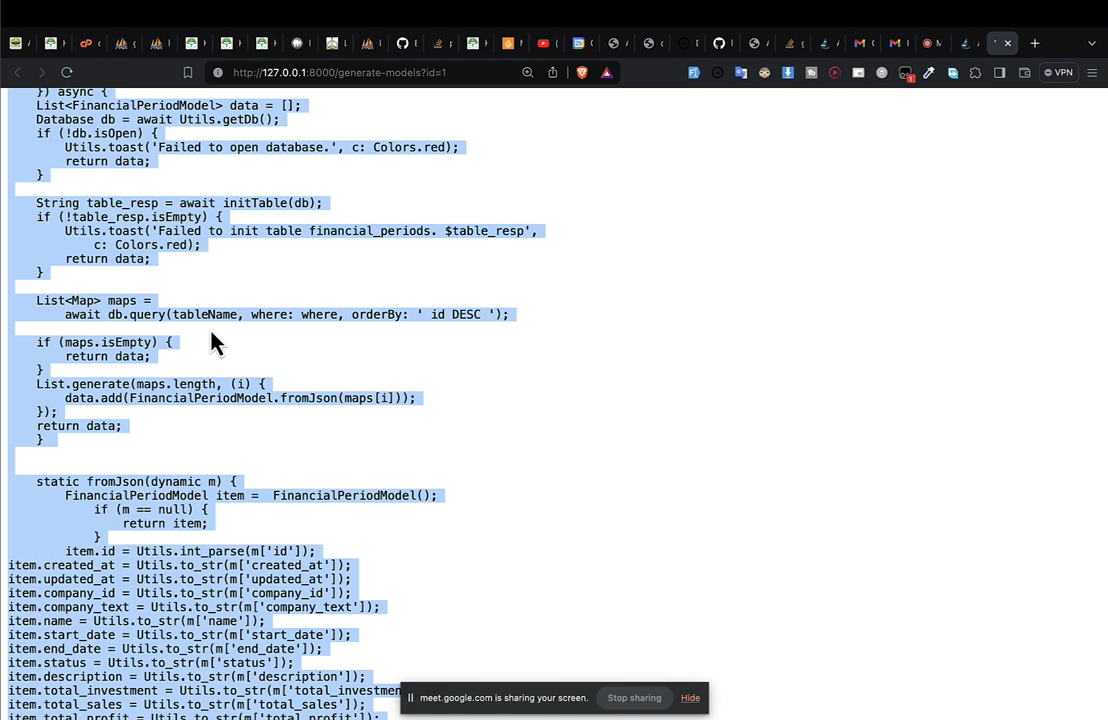 http://127.0.0.1:8000/generate-models?id=1
VPN
}) async {
List<FinancialPeriodModel> data = [];
Database db = await Utils.getDb();
if (!db.isOpen) {
Utils.toast('Failed to open database.', c: Colors.red);
return data;
}
String table_resp = await initTable(db);
if (!table_resp.isEmpty) {
Utils.toast('Failed to init table financial_periods. $table_resp',
c: Colors.red);
return data;
}
List<Map> maps =
await db.query(tableName, where: where, orderBy: ' id DESC ');
if (maps.isEmpty) {
return data;
}
List.generate(maps.length, (i) {
data.add(FinancialPeriodModel.fromJson(maps[i]));
});
return data;
}
static fromJson(dynamic m) {
FinancialPeriodModel item =  FinancialPeriodModel();
if (m == null) {
return item;
}
item.id = Utils.int_parse(m['id']);
item.created_at = Utils.to_str(m['created_at']);
item.updated_at = Utils.to_str(m['updated_at']);
item.company_id = Utils.to_str(m['company_id']);
item.company_text = Utils.to_str(m['company_text']);
item.name = Utils.to_str(m['name']);
item.start_date = Utils.to_str(m['start_date']);
item.end_date = Utils.to_str(m['end_date']);
item.status = Utils.to_str(m['status']);
item.description = Utils.to_str(m['description']);
item.total_investment = Utils.to_str(m['total_investmen
item.total_sales = Utils.to_str(m['total_sales']);
item.total_profit = Utils.to_str(m['total_profit']);
meet.google.com is sharing your screen.
Stop sharing
Hide